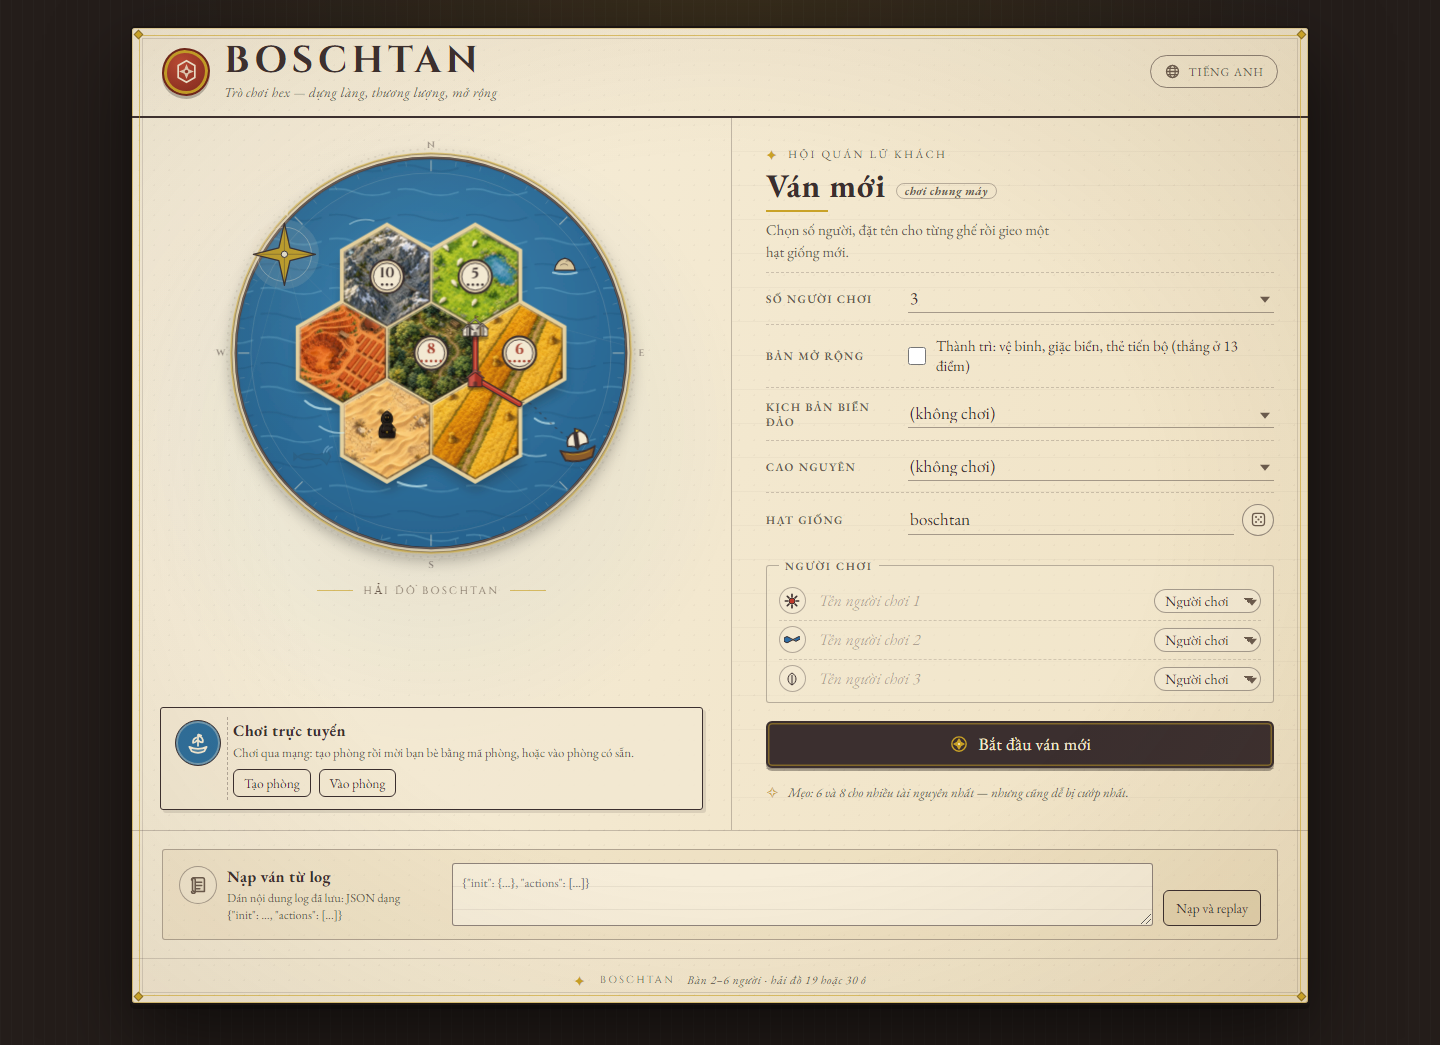 BOSCHTAN
Trò chơi hex — dựng làng, thương lượng, mở rộng
TIẾNG ANH
N
W
E
S
10
5
8
6
HẢI ĐỒ BOSCHTAN
HỘI QUÁN LỮ KHÁCH
Ván mới
chơi chung máy
Chọn số người, đặt tên cho từng ghế rồi gieo một
hạt giống mới.
SỐ NGƯỜI CHƠI
3
BẢN MỞ RỘNG
Thành trì: vệ binh, giặc biển, thẻ tiến bộ (thắng ở 13
điểm)
KỊCH BẢN BIỂN
ĐẢO
(không chơi)
CAO NGUYÊN
(không chơi)
HẠT GIỐNG
boschtan
NGƯỜI CHƠI
Tên người chơi 1
Người chơi
Tên người chơi 2
Người chơi
Tên người chơi 3
Người chơi
Bắt đầu ván mới
Mẹo: 6 và 8 cho nhiều tài nguyên nhất — nhưng cũng dễ bị cướp nhất.
Chơi trực tuyến
Chơi qua mạng: tạo phòng rồi mời bạn bè bằng mã phòng, hoặc vào phòng có sẵn.
Tạo phòng
Vào phòng
Nạp ván từ log
Dán nội dung log đã lưu: JSON dạng
{"init": ..., "actions": [...]}
{"init": {...}, "actions": [...]}
Nạp và replay
BOSCHTAN
Bàn 2–6 người · hải đồ 19 hoặc 30 ô